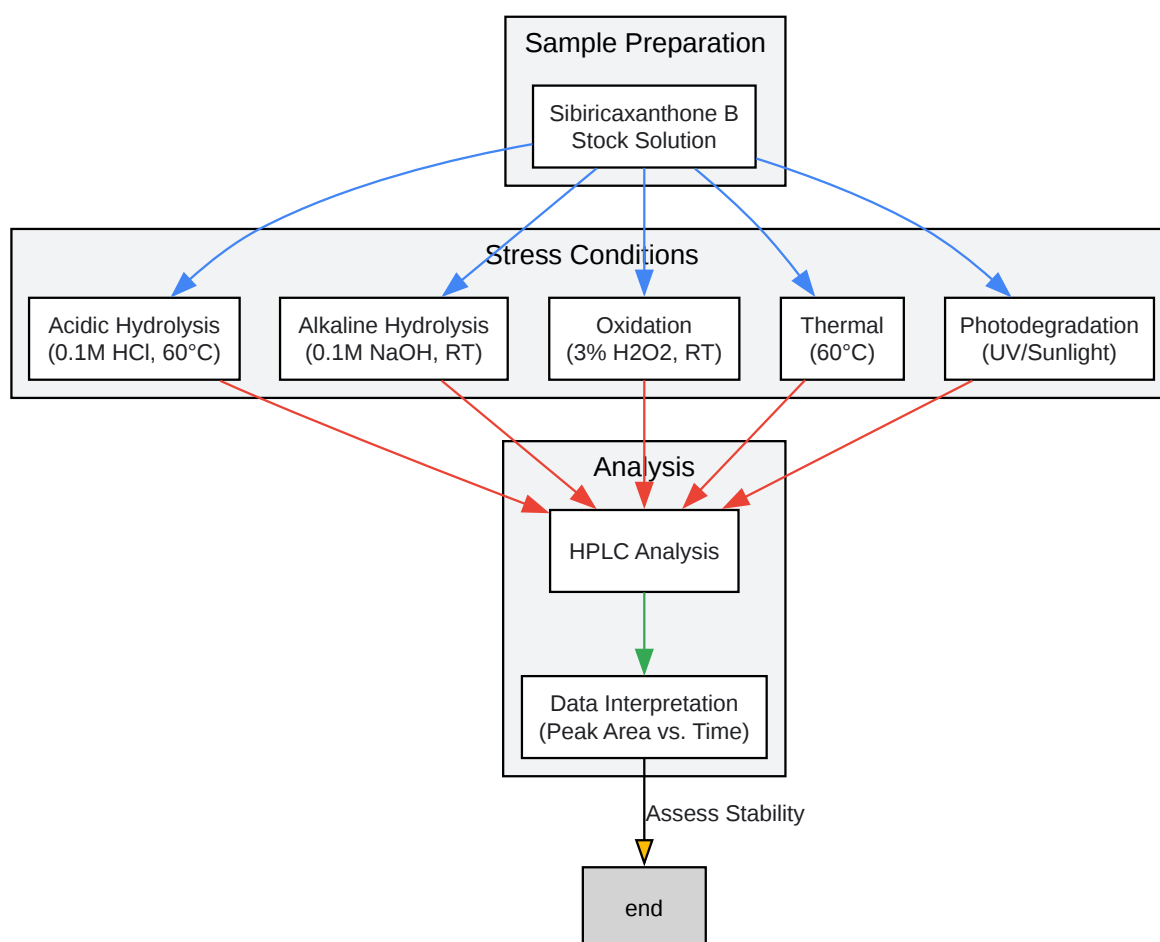 Sample Preparation
Sibiricaxanthone B
Stock Solution
Stress Conditions
Acidic Hydrolysis
(0.1M HCl, 60°C)
Alkaline Hydrolysis
(0.1M NaOH, RT)
Oxidation
(3% H2O2, RT)
Thermal
(60°C)
Photodegradation
(UV/Sunlight)
Analysis
HPLC Analysis
Data Interpretation
(Peak Area vs. Time)
Assess Stability
end